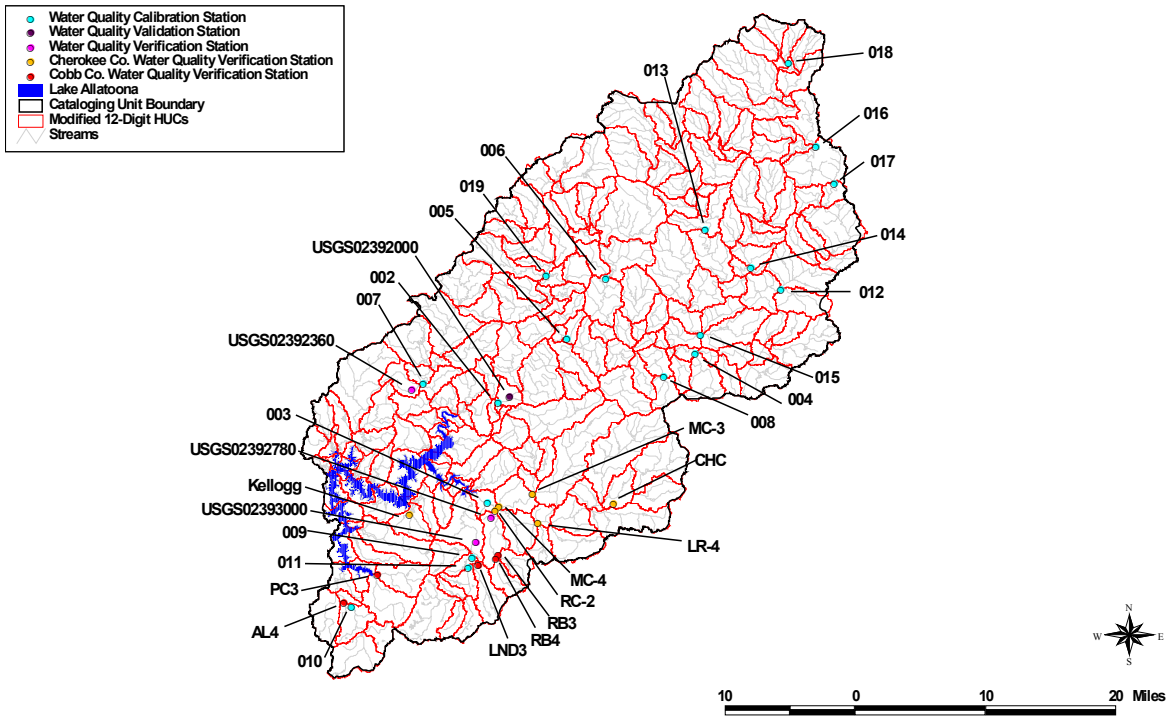 Water Quality Calibration Station
Water Quality Validation Station
Water Quality Verification Station
Cherokee Co. Water Quality Verification Station
Cobb Co. Water Quality Verification Station
Lake Allatoona
Cataloging Unit Boundary
Modified 12-Digit HUCs
Streams
018
013
016
006
017
019
005
014
USGS02392000
002
012
007
USGS02392360
015
004
003
008
MC-3
USGS02392780
CHC
Kellogg
USGS02393000
009
LR-4
011
MC-4
PC3
RC-2
RB3
AL4
RB4
LND3
010
N
W E
S
10 0 10 20 Miles